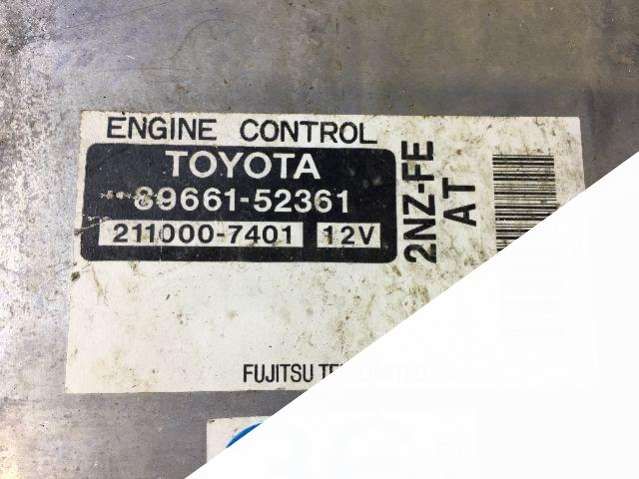 ENGINE CONTROL
TOYOTA
89661-52361
211000-7401 12V
2NZ-FE
AT
FUJITSU